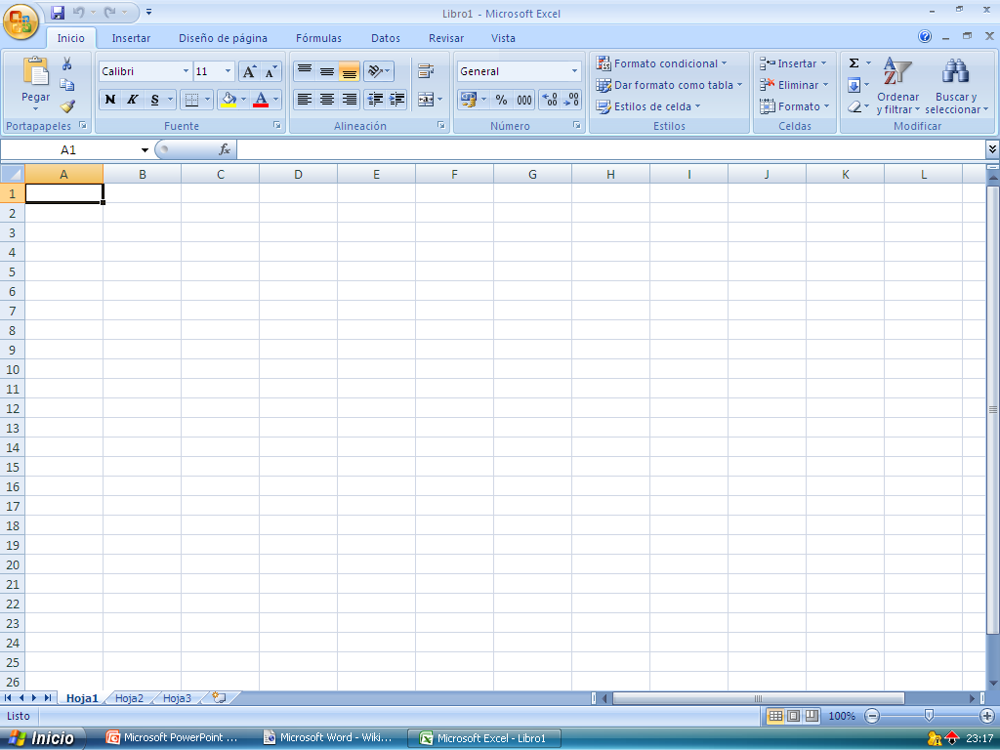 Libro1 - Microsoft Excel
Inicio Insertar Diseño de página Fórmulas Datos Revisar Vista
Pegar
Portapapeles
Calibri 11
N K S
A A
A
Fuente
Alineación
General
% 000
Número
Formato condicional
Dar formato como tabla
Estilos de celda
Estilos
Insertar
Eliminar
Formato
Celdas
Σ
Ordenar y filtrar
Buscar y seleccionar
Modificar
A1 fx
A B C D E F G H I J K L
1
2
3
4
5
6
7
8
9
10
11
12
13
14
15
16
17
18
19
20
21
22
23
24
25
26
Hoja1 Hoja2 Hoja3
Listo 100%
Inicio Microsoft PowerPoint ... Microsoft Word - Wiki... Microsoft Excel - Libro1 23:17